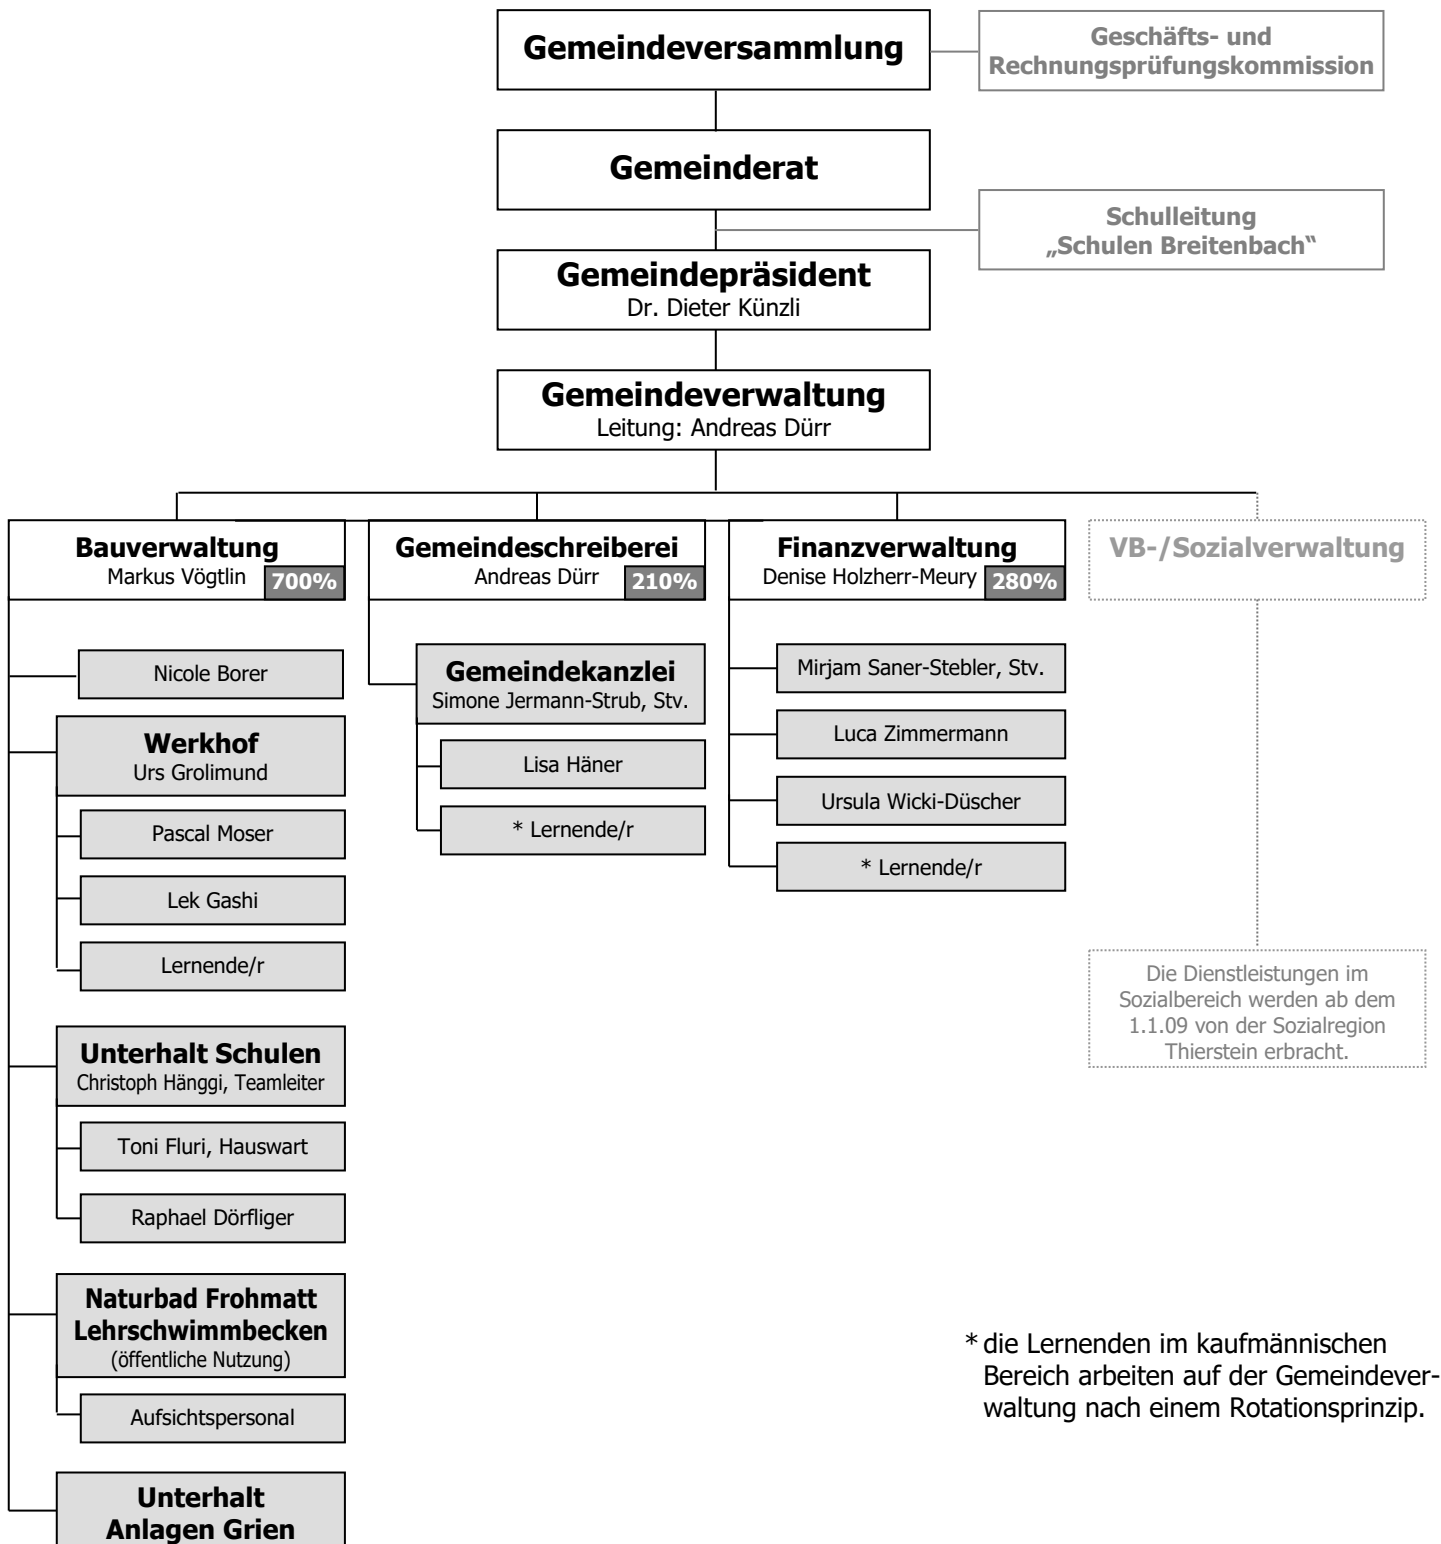 Gemeindeversammlung
Geschäfts- und
Rechnungsprüfungskommission
Gemeinderat
Schulleitung
„Schulen Breitenbach“
Gemeindepräsident
Dr. Dieter Künzli
Gemeindeverwaltung
Leitung: Andreas Dürr
Bauverwaltung
Markus Vögtlin
700%
Gemeindeschreiberei
Andreas Dürr
210%
Finanzverwaltung
Denise Holzherr-Meury
280%
VB-/Sozialverwaltung
Nicole Borer
Werkhof
Urs Grolimund
Pascal Moser
Lek Gashi
Lernende/r
Unterhalt Schulen
Christoph Hänggi, Teamleiter
Toni Fluri, Hauswart
Raphael Dörfliger
Naturbad Frohmatt
Lehrschwimmbecken
(öffentliche Nutzung)
Aufsichtspersonal
Unterhalt
Anlagen Grien
Gemeindekanzlei
Simone Jermann-Strub, Stv.
Lisa Häner
* Lernende/r
Mirjam Saner-Stebler, Stv.
Luca Zimmermann
Ursula Wicki-Düscher
* Lernende/r
Die Dienstleistungen im
Sozialbereich werden ab dem
1.1.09 von der Sozialregion
Thierstein erbracht.
* die Lernenden im kaufmännischen
Bereich arbeiten auf der Gemeindever-
waltung nach einem Rotationsprinzip.